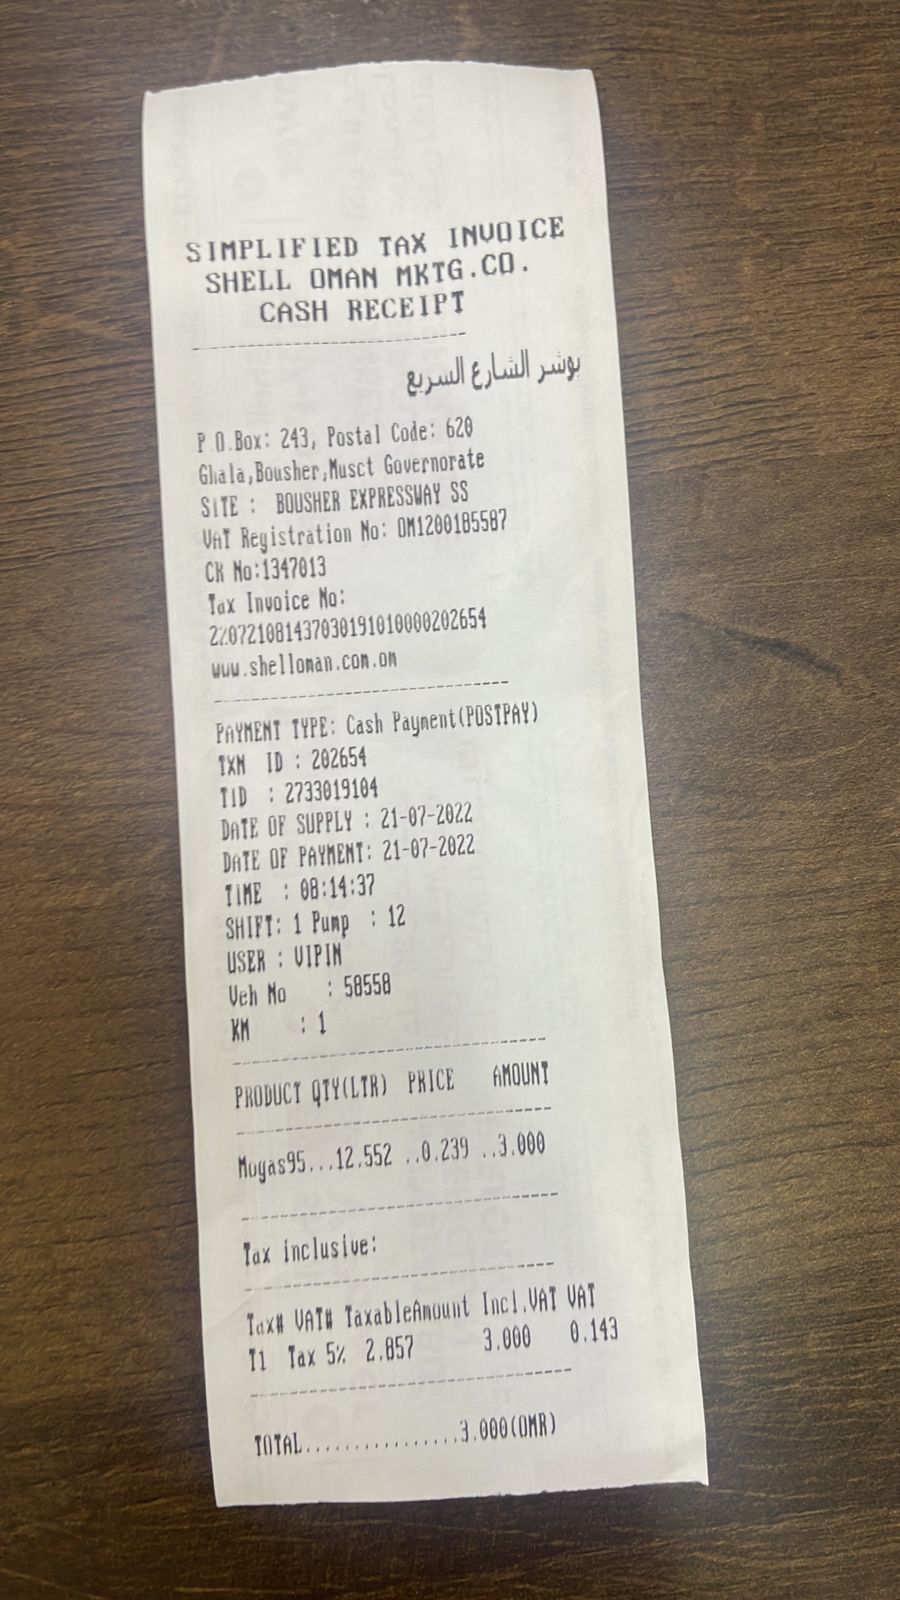 SIMPLIFIED TAX INVOICE
SHELL OMAN MKTG.CO.
CASH RECEIPT
بوشر الشارع السريع
P.O.Box: 243, Postal Code: 620
Ghala,Bousher,Musct Governorate
SITE : BOUSHER EXPRESSWAY SS
VAT Registration No: OM1200185587
CR No:1347013
Tax Invoice No:
220721081437030191010000202654
www.shelloman.com.om
PAYMENT TYPE: Cash Payment(POSTPAY)
TXN ID : 202654
TID : 2733019104
DATE OF SUPPLY : 21-07-2022
DATE OF PAYMENT: 21-07-2022
TIME : 08:14:37
SHIFT: 1 Pump : 12
USER : VIPIN
Veh No : 58558
KM : 1
PRODUCT QTY(LTR) PRICE AMOUNT
Mogas95...12.552 ..0.239 ..3.000
Tax inclusive:
Tax# VAT# TaxableAmount Incl.VAT VAT
T1 Tax 5% 2.857 3.000 0.143
TOTAL................3.000(OMR)